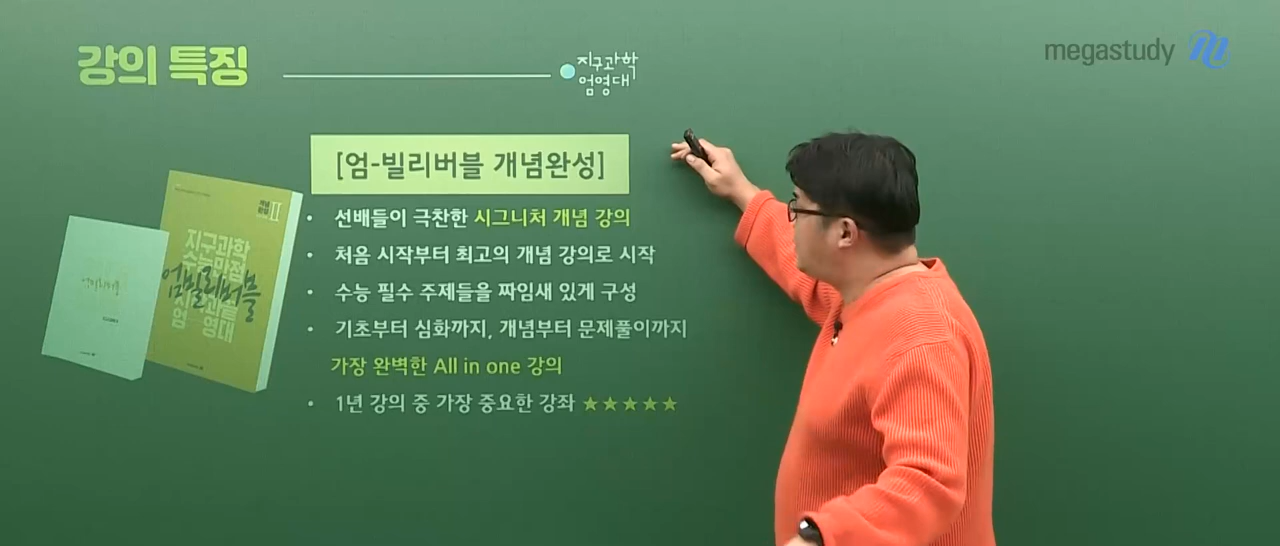 강의 특징
지구과학
엄영대
megastudy
[엄-빌리버블 개념완성]
• 선배들이 극찬한 시그니처 개념 강의
• 처음 시작부터 최고의 개념 강의로 시작
• 수능 필수 주제들을 짜임새 있게 구성
• 기초부터 심화까지, 개념부터 문제풀이까지
가장 완벽한 All in one 강의
• 1년 강의 중 가장 중요한 강좌 ★★★★★
II
지구과학
수능만점
엄빌리버블
엄영대